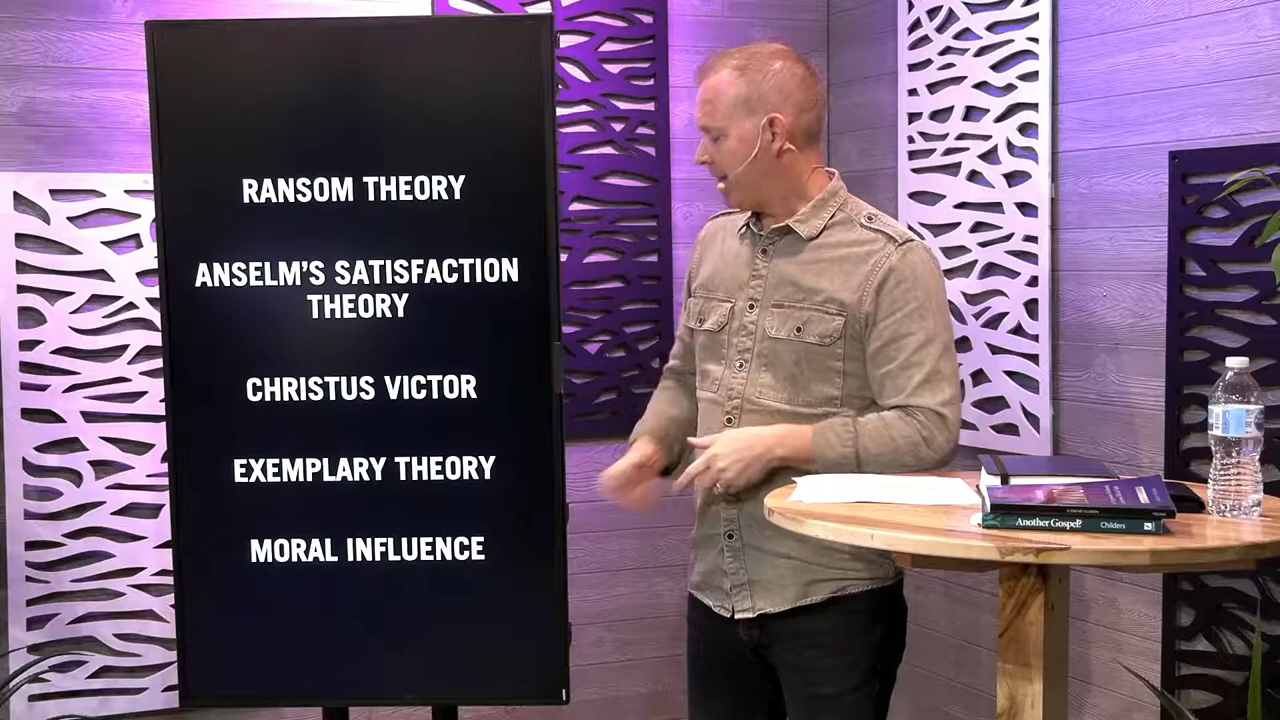 RANSOM THEORY
ANSELM'S SATISFACTION
THEORY
CHRISTUS VICTOR
EXEMPLARY THEORY
MORAL INFLUENCE
Another Gospel?
Childers